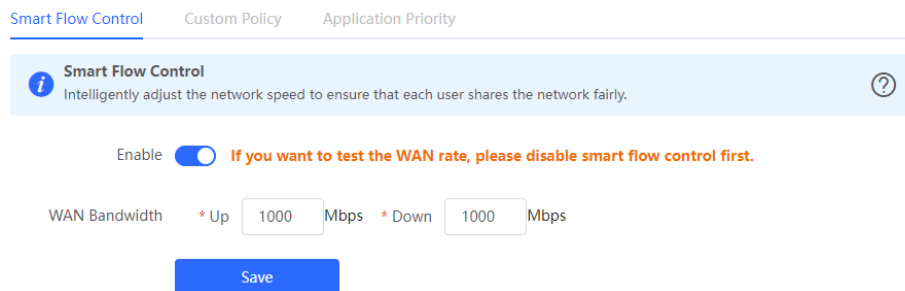 Smart Flow Control Custom Policy Application Priority
Smart Flow Control
Intelligently adjust the network speed to ensure that each user shares the network fairly.
Enable If you want to test the WAN rate, please disable smart flow control first.
WAN Bandwidth * Up 1000 Mbps * Down 1000 Mbps
Save